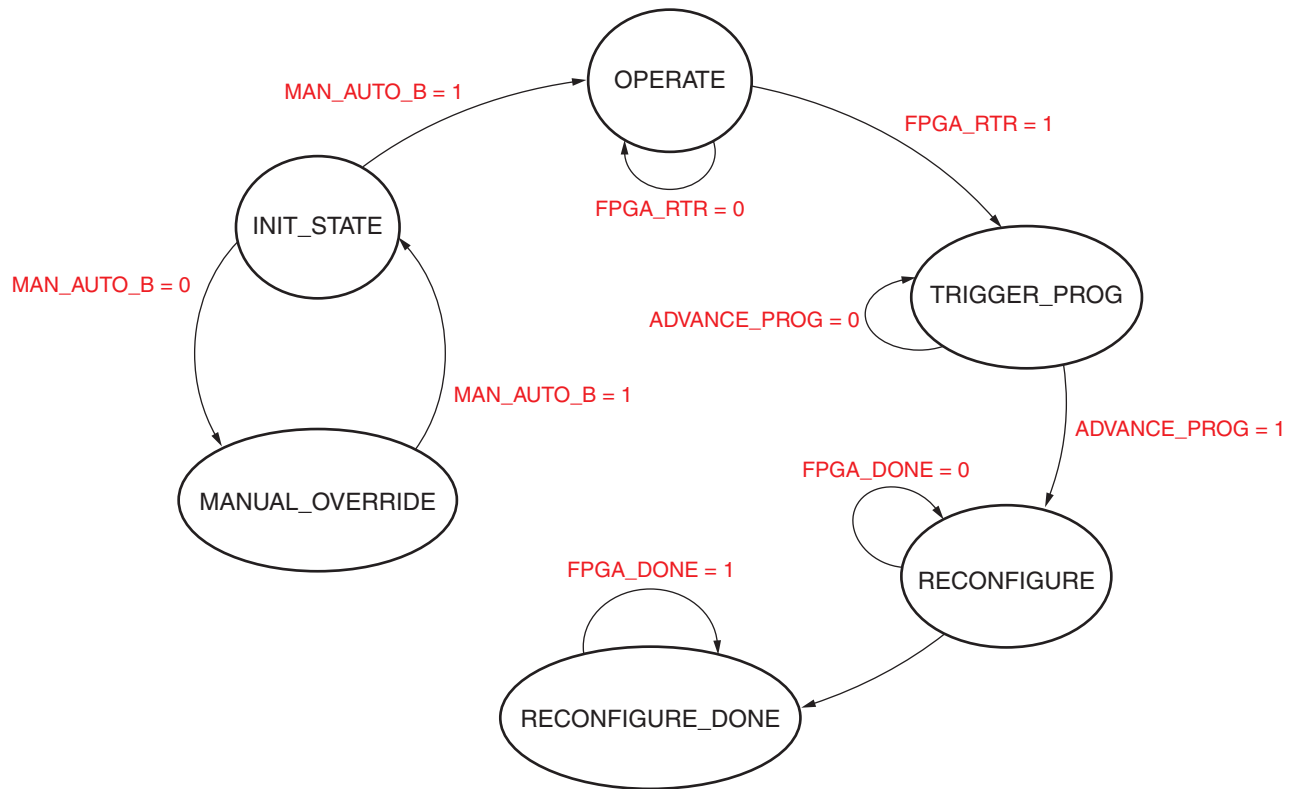 OPERATE
MAN_AUTO_B = 1
FPGA_RTR = 1
FPGA_RTR = 0
INIT_STATE
MAN_AUTO_B = 0
TRIGGER_PROG
ADVANCE_PROG = 0
MAN_AUTO_B = 1
ADVANCE_PROG = 1
FPGA_DONE = 0
MANUAL_OVERRIDE
FPGA_DONE = 1
RECONFIGURE
RECONFIGURE_DONE